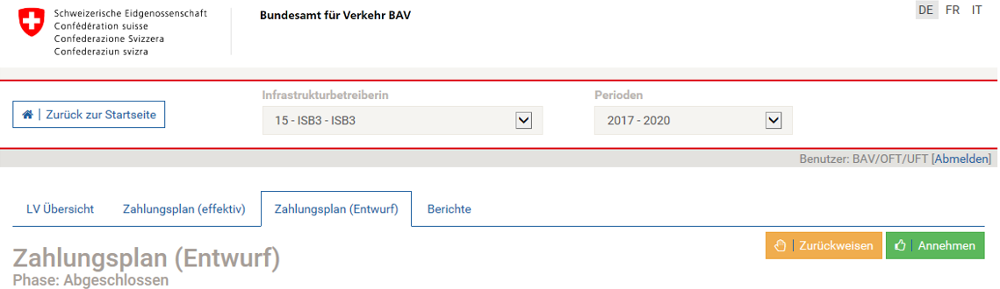 Schweizerische Eidgenossenschaft
Confédération suisse
Confederazione Svizzera
Confederaziun svizra
Bundesamt für Verkehr BAV
DE FR IT
Zurück zur Startseite
Infrastrukturbetreiberin
15 - ISB3 - ISB3
Perioden
2017 - 2020
Benutzer: BAV/OFT/UFT [Abmelden]
LV Übersicht Zahlungsplan (effektiv) Zahlungsplan (Entwurf) Berichte
Zurückweisen Annehmen
Zahlungsplan (Entwurf)
Phase: Abgeschlossen